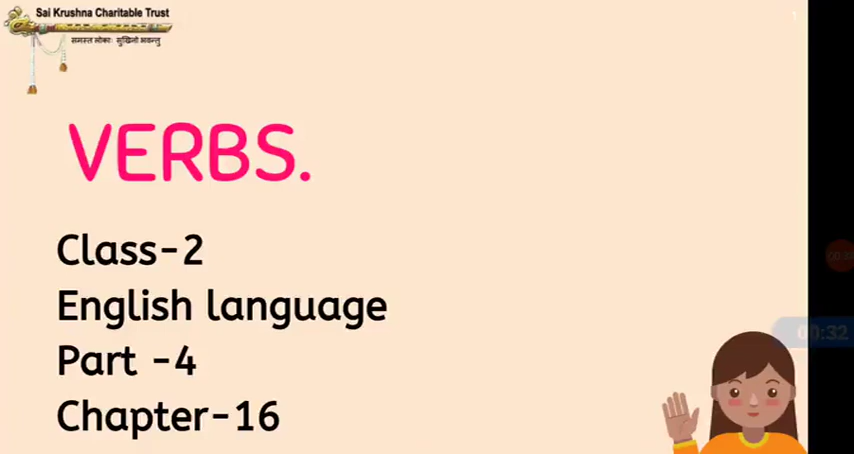 Sai Krushna Charitable Trust
समस्त लोकाः सुखिनो भवन्तु
VERBS.
Class-2
English language
Part -4
Chapter-16
00:32